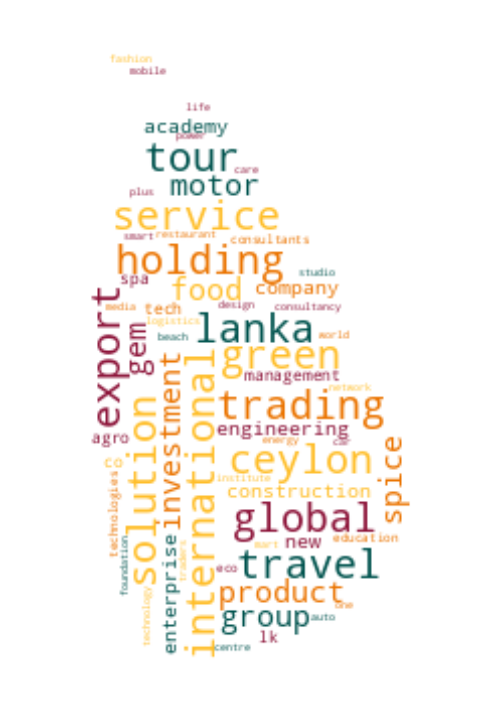 fashion
mobile
life
academy
power
tour
care
motor
plus
service
smart
restaurant
consultants
holding
studio
spa
food
company
export
media
tech
design
consultancy
logistics
gem
lanka
beach
world
green
investment
international
management
network
trading
solution
engineering
agro
energy
car
co
ceylon
spice
technologies
institute
construction
global
foundation
enterprise
traders
mart
new
education
travel
eco
technology
product
one
group
auto
lk
centre